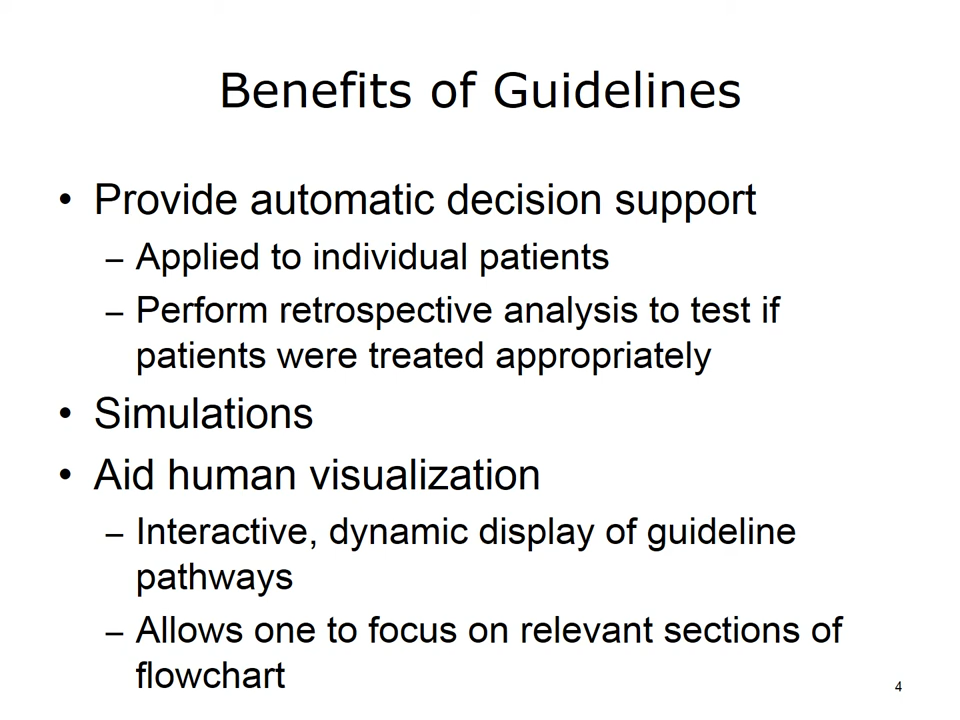 Benefits of Guidelines
• Provide automatic decision support
– Applied to individual patients
– Perform retrospective analysis to test if
patients were treated appropriately
• Simulations
• Aid human visualization
– Interactive, dynamic display of guideline
pathways
– Allows one to focus on relevant sections of
flowchart
4